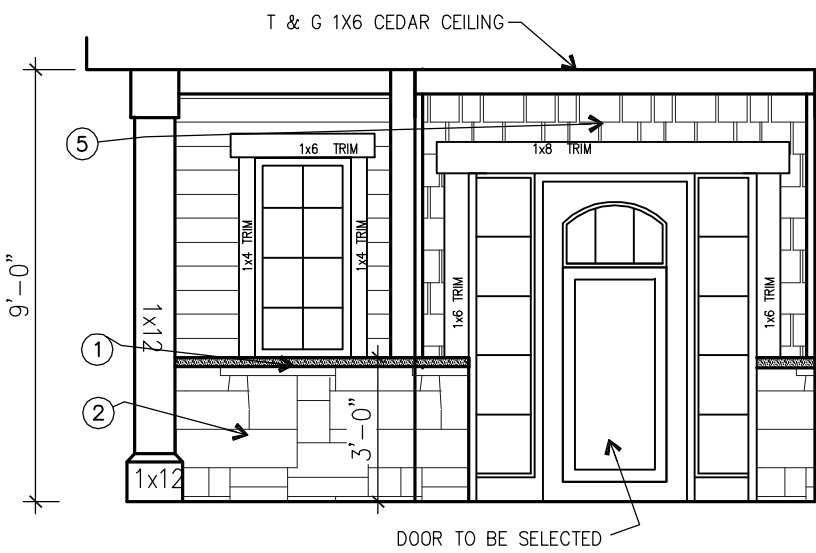 T & G 1X6 CEDAR CEILING
5
1x6 TRIM
1x8 TRIM
1x4 TRIM
1x4 TRIM
9'-0"
1x6 TRIM
1x6 TRIM
1x12
1
2
3'-0"
1x12
DOOR TO BE SELECTED